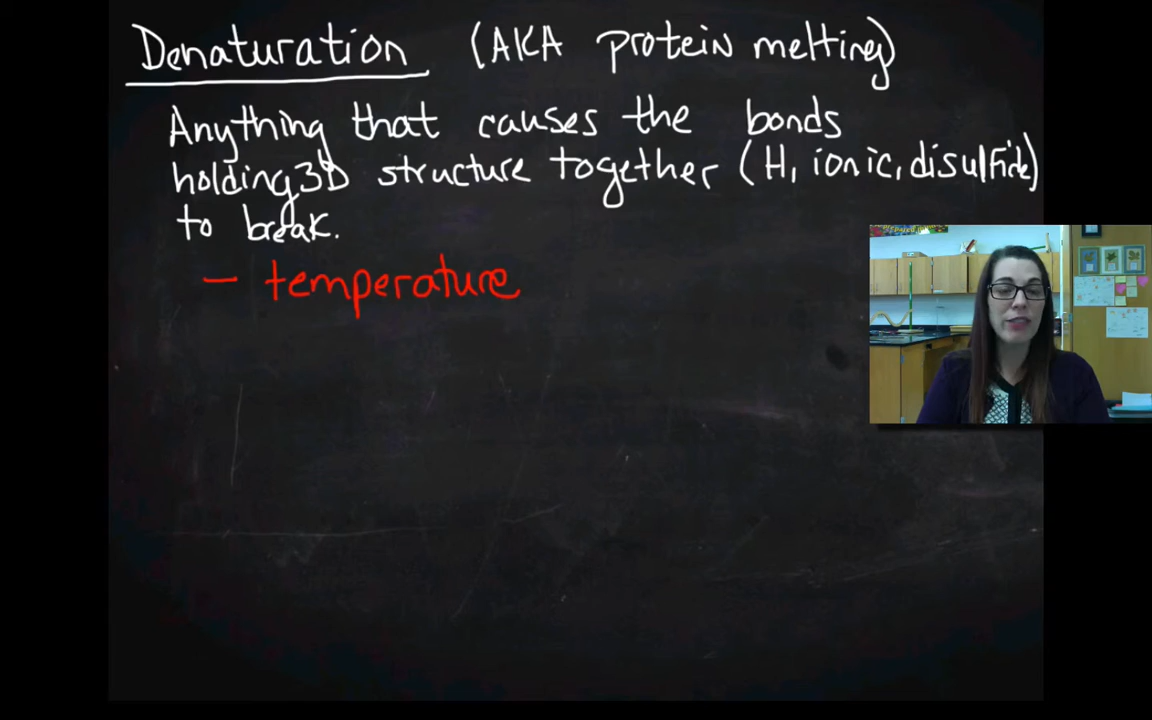 Denaturation (AKA protein melting)
Anything that causes the bonds
holding 3D structure together (H, ionic, disulfide)
to break.
- temperature